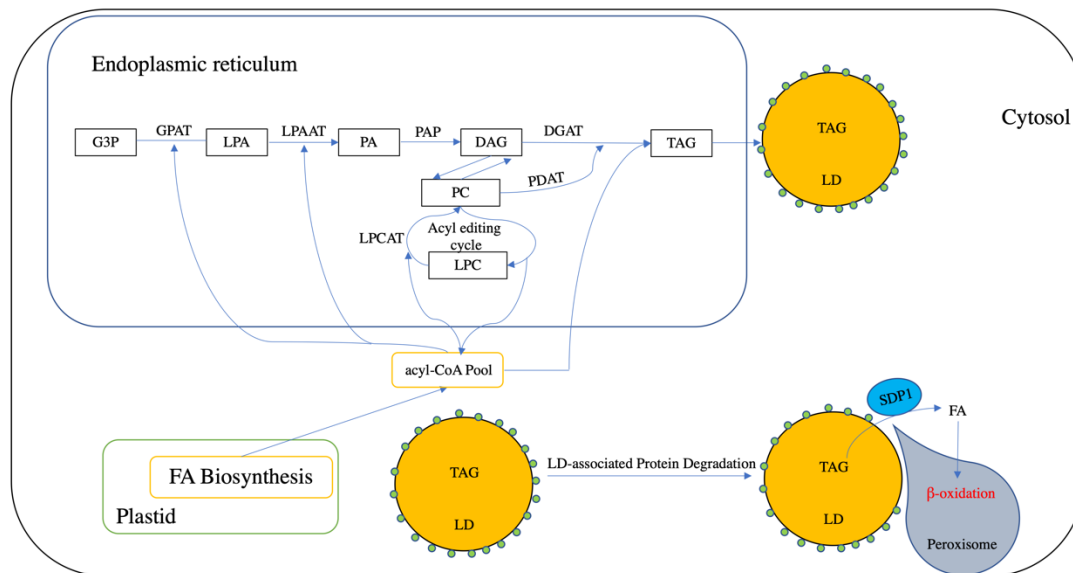 Endoplasmic reticulum
Cytosol
TAG
LD
GPAT
LPAAT
PAP
DGAT
G3P
LPA
PA
DAG
TAG
PC
PDAT
LPCAT
Acyl editing
cycle
LPC
acyl-CoA Pool
FA Biosynthesis
Plastid
TAG
LD
LD-associated Protein Degradation
SDP1
FA
TAG
LD
β-oxidation
Peroxisome